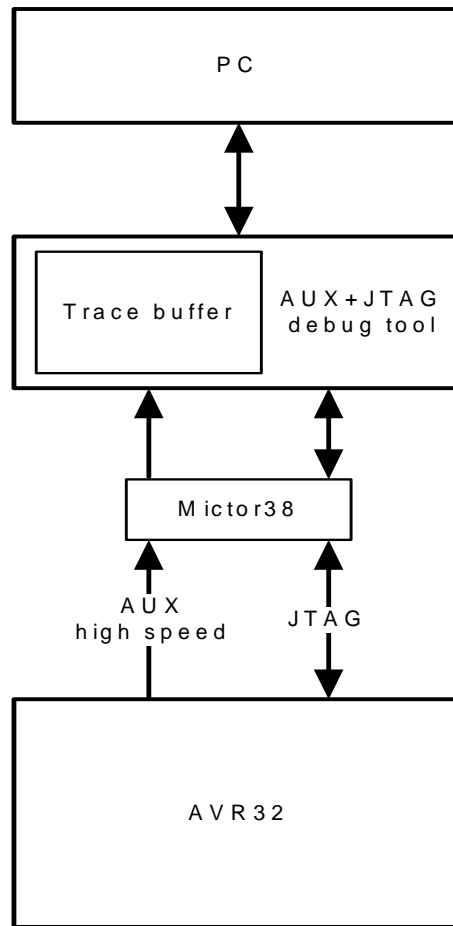 PC
Trace buffer
AUX+JTAG
debug tool
Mictor38
AUX
high speed
JTAG
AVR32